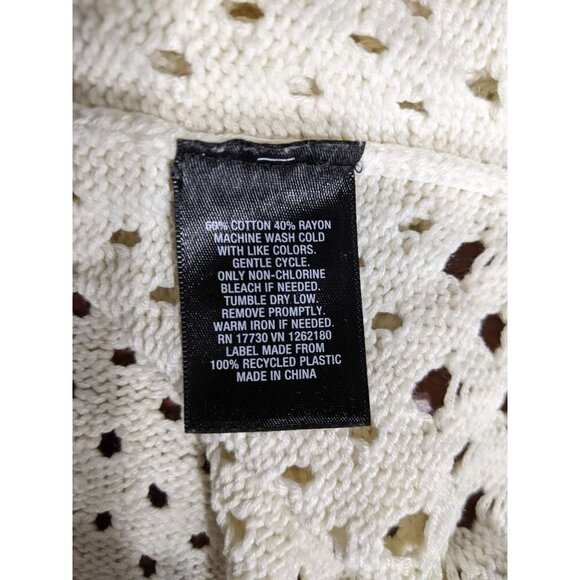 60% COTTON 40% RAYON
MACHINE WASH COLD
WITH LIKE COLORS.
GENTLE CYCLE.
ONLY NON-CHLORINE
BLEACH IF NEEDED.
TUMBLE DRY LOW.
REMOVE PROMPTLY.
WARM IRON IF NEEDED.
RN 17730 VN 1262180
LABEL MADE FROM
100% RECYCLED PLASTIC
MADE IN CHINA